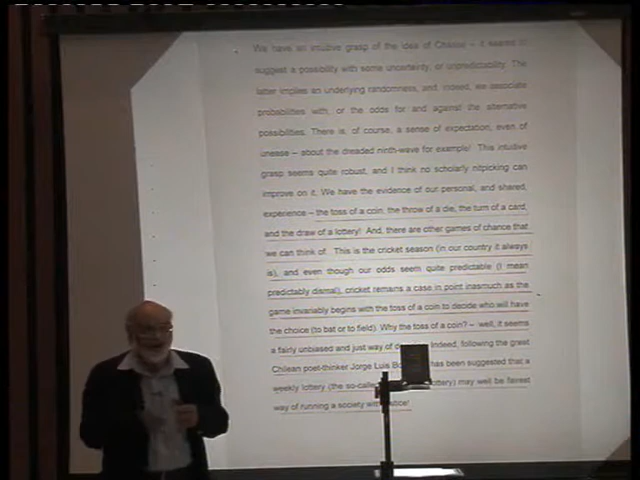 We have an intuitive grasp of the idea of Chance – it seems to
suggest a possibility with some uncertainty, or unpredictability. The
latter implies an underlying randomness, and indeed, we associate
probabilities with, or the odds for and against the alternative
possibilities. There is, of course, a sense of expectation, even of
unease – about the dreaded ninth-wave for example! This intuitive
grasp seems quite robust, and I think no scholarly nitpicking can
improve on it. We have the evidence of our personal, and shared,
experience – the toss of a coin, the throw of a die, the turn of a card,
and the draw of a lottery! And, there are other games of chance that
we can think of. This is the cricket season (in our country it always
is), and even though our odds seem quite predictable (I mean
predictably dismal), cricket remains a case in point inasmuch as the
game invariably begins with the toss of a coin to decide who will have
the choice (to bat or to field). Why the toss of a coin? – well, it seems
a fairly unbiased and just way of Indeed, following the great
Chilean poet-thinker Jorge Luis has been suggested that a
weekly lottery (the so-called lottery) may well be fairest
way of running a society with